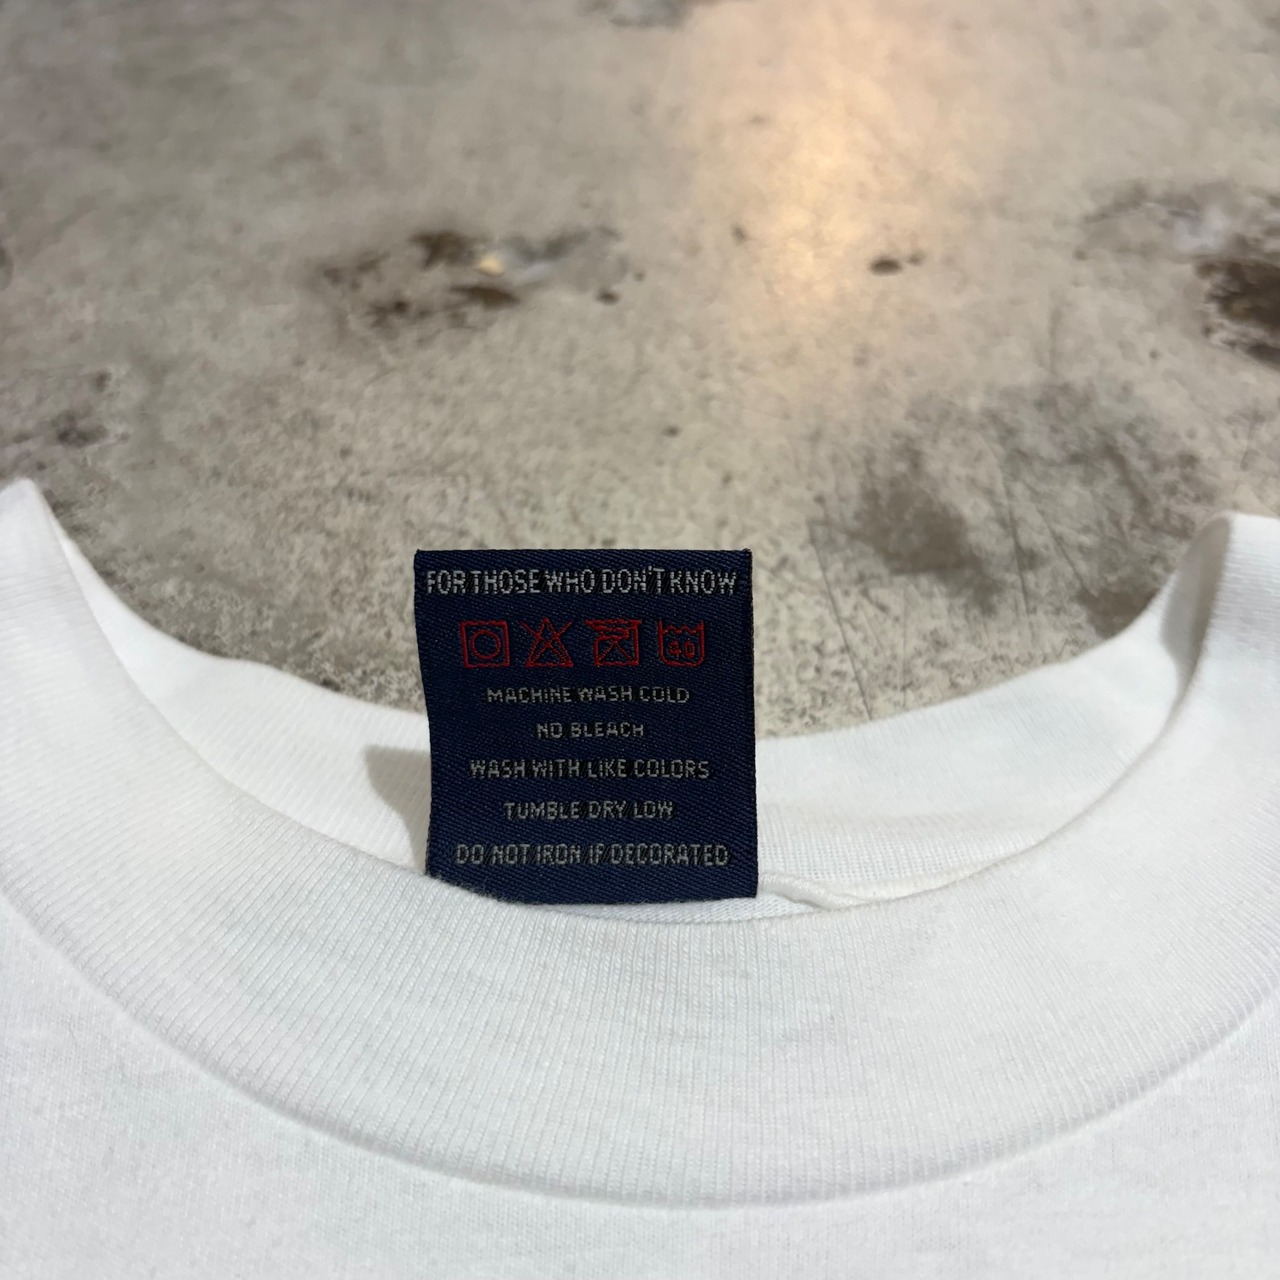 FOR THOSE WHO DON'T KNOW
40
MACHINE WASH COLD
NO BLEACH
WASH WITH LIKE COLORS
TUMBLE DRY LOW
DO NOT IRON IF DECORATED